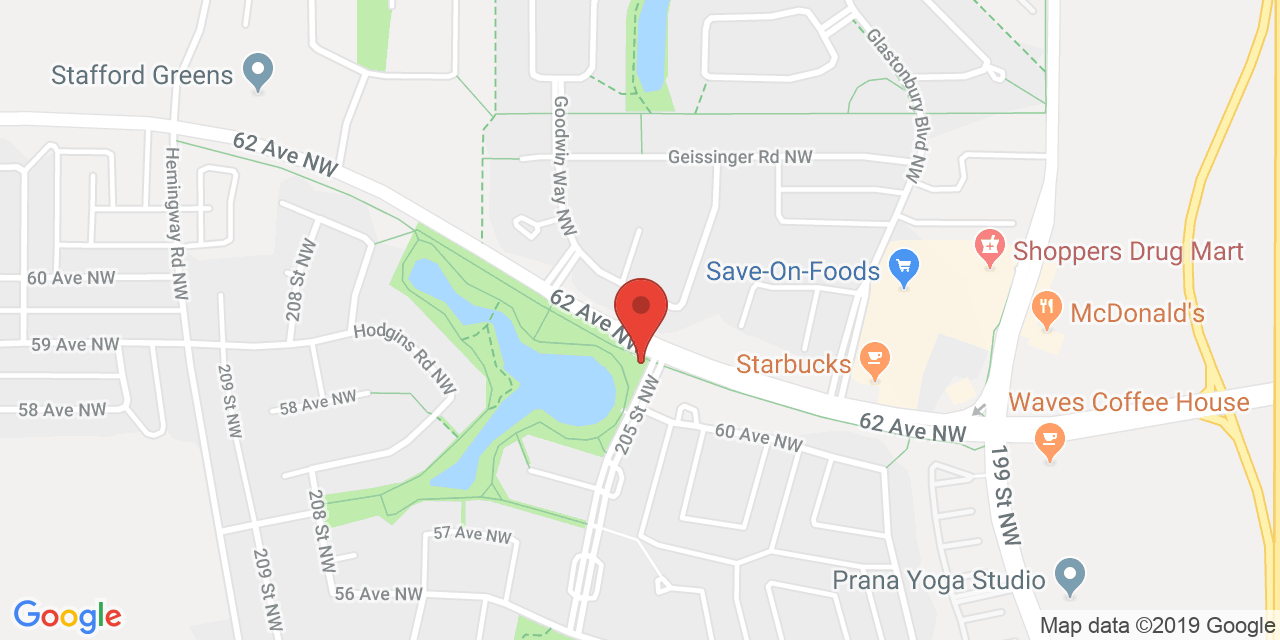 Glastonbury Blvd NW
Stafford Greens
Goodwin Way NW
62 Ave NW
Geissinger Rd NW
Hemingway Rd NW
208 St NW
Shoppers Drug Mart
Save-On-Foods
60 Ave NW
62 Ave NW
McDonald's
Hodgins Rd NW
59 Ave NW
Starbucks
209 St NW
205 St NW
58 Ave NW
58 Ave NW
Waves Coffee House
60 Ave NW
62 Ave NW
199 St NW
208 St NW
57 Ave NW
209 St NW
Prana Yoga Studio
56 Ave NW
Google
Map data ©2019 Google